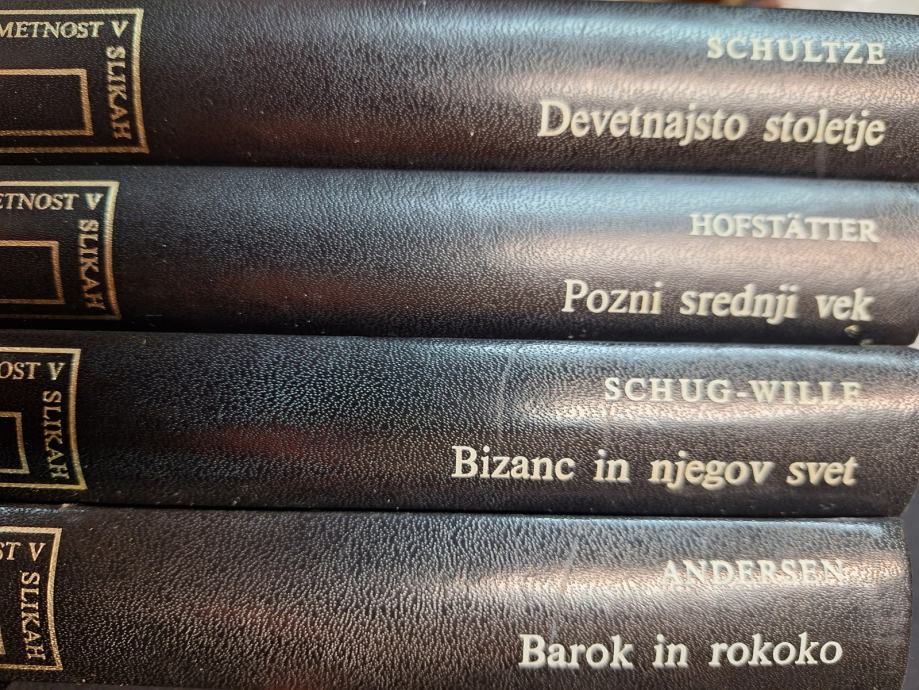 METNOST V
SLIKAH
SCHULTZE
Devetnajsto stoletje
ETNOST V
SLIKAH
HOFSTÄTTER
Pozni srednji vek
OST V
SLIKAH
SCHUG-WILLE
Bizanc in njegov svet
ST V
SLIKAH
ANDERSEN
Barok in rokoko